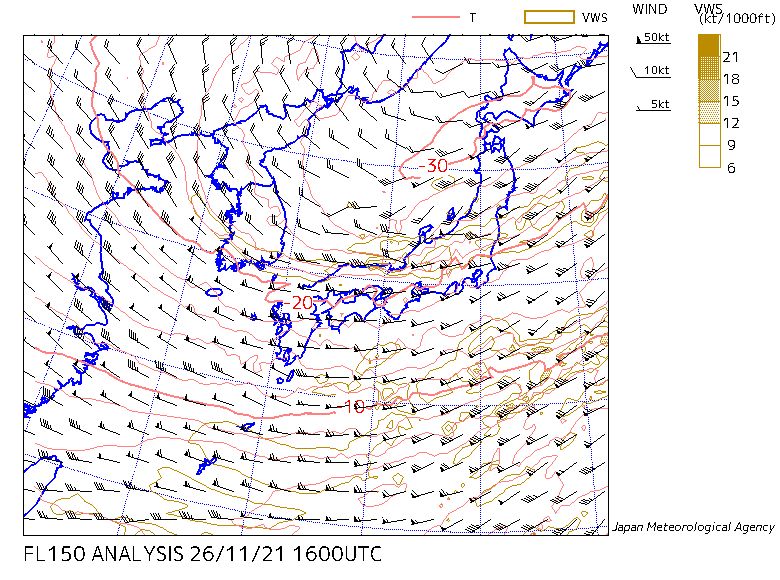 T VWS
WIND VWS
(kt/1000ft)
50kt
21
10kt
18
15
5kt
12
9
6
-30
-20
-10
Japan Meteorological Agency
FL150 ANALYSIS 26/11/21 1600UTC